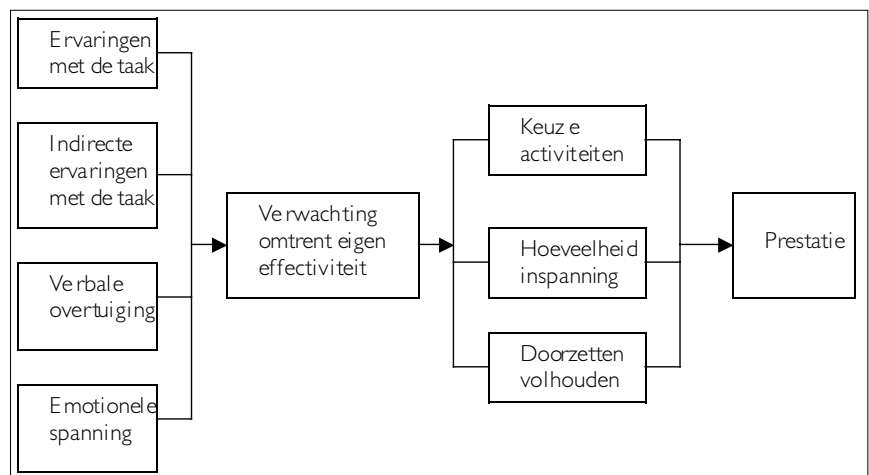 Ervaringen
met de taak
Indirecte
ervaringen
met de taak
Verbale
overtuiging
Emotionele
spanning
Verwachting
omtrent eigen
effectiviteit
Keuze
activiteiten
Hoeveelheid
inspanning
Doorzetten
volhouden
Prestatie